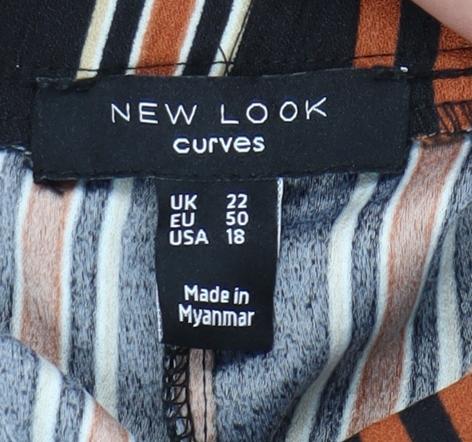 NEW LOOK
curves
UK 22
EU 50
USA 18
Made in
Myanmar